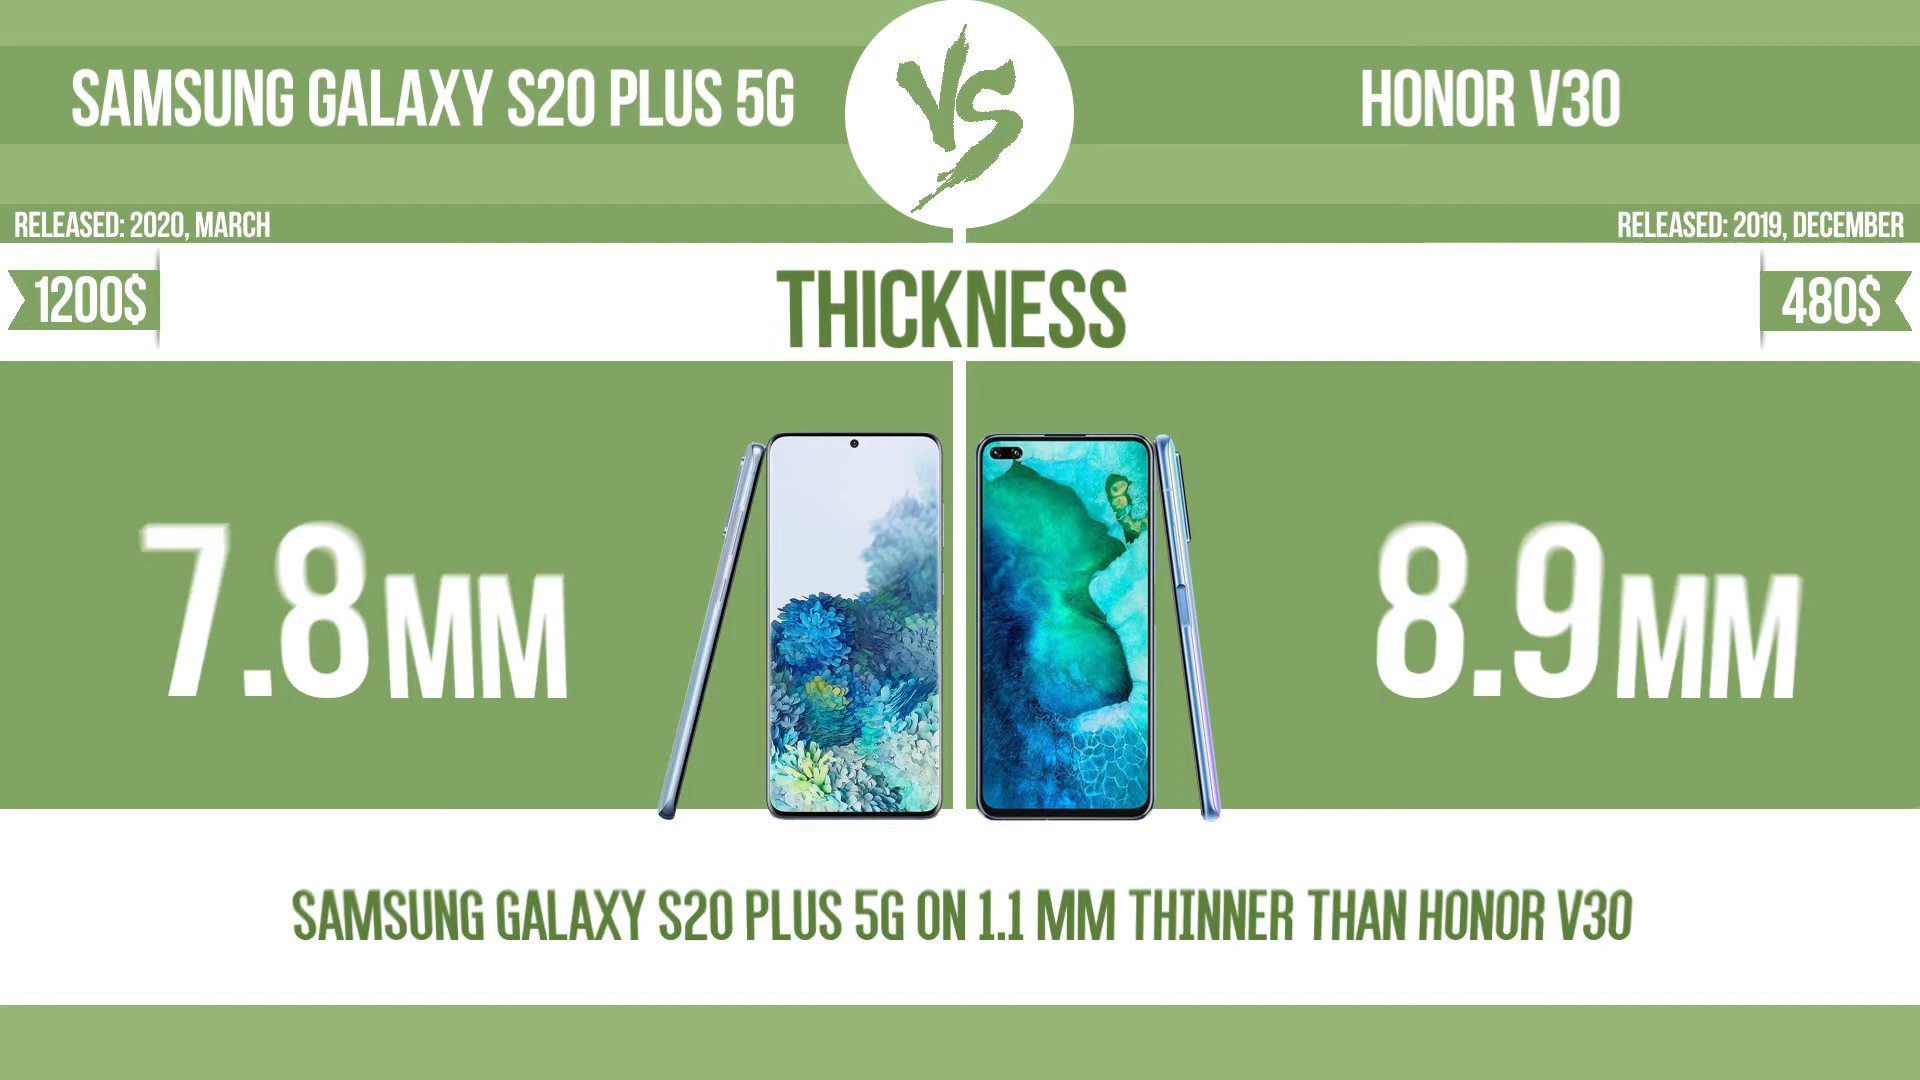 SAMSUNG GALAXY S20 PLUS 5G
VS
HONOR V30
RELEASED: 2020, MARCH
RELEASED: 2019, DECEMBER
1200$
THICKNESS
480$
7.8MM
8.9MM
SAMSUNG GALAXY S20 PLUS 5G ON 1.1 MM THINNER THAN HONOR V30